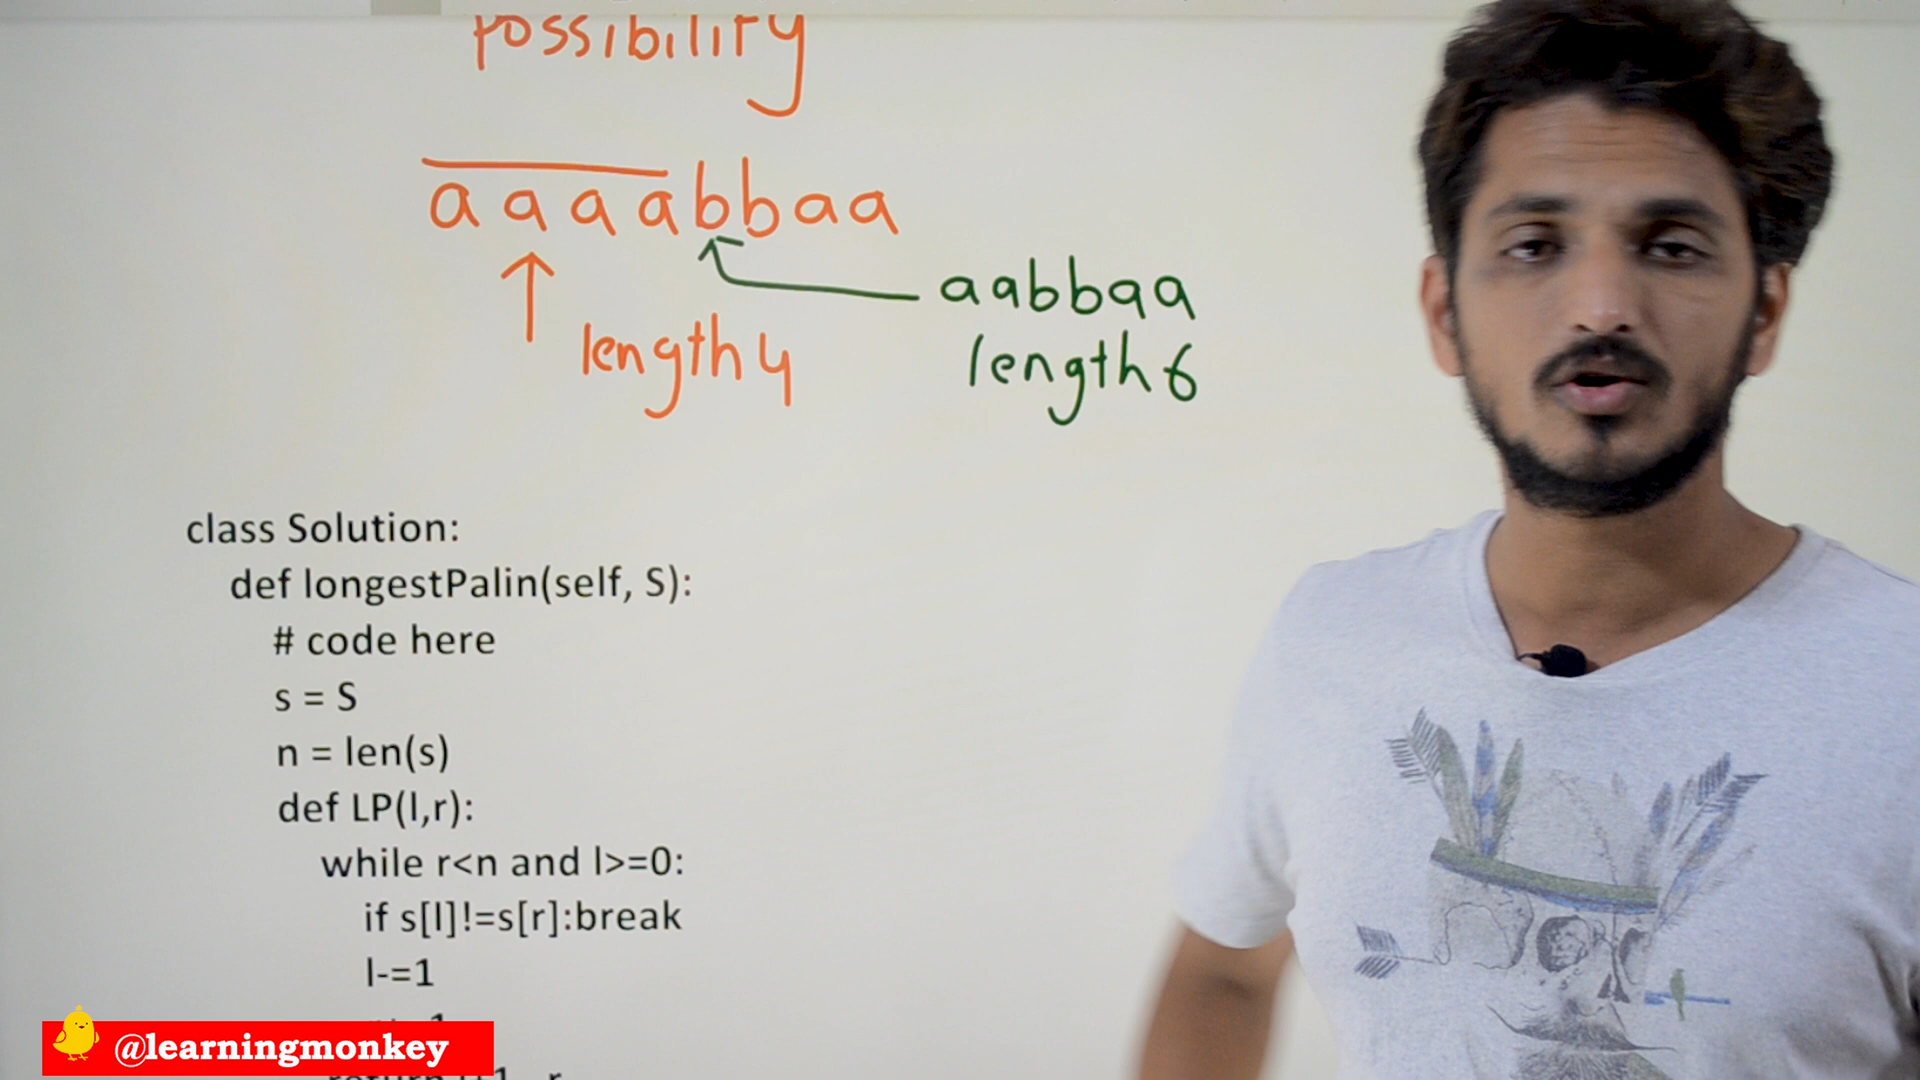 possibility
aaaabbaa
aabbaa
length 4
length 6
class Solution:
def longestPalin(self, S):
# code here
s = S
n = len(s)
def LP(l,r):
while r<n and l>=0:
if s[l]!=s[r]:break
l-=1
@learningmonkey